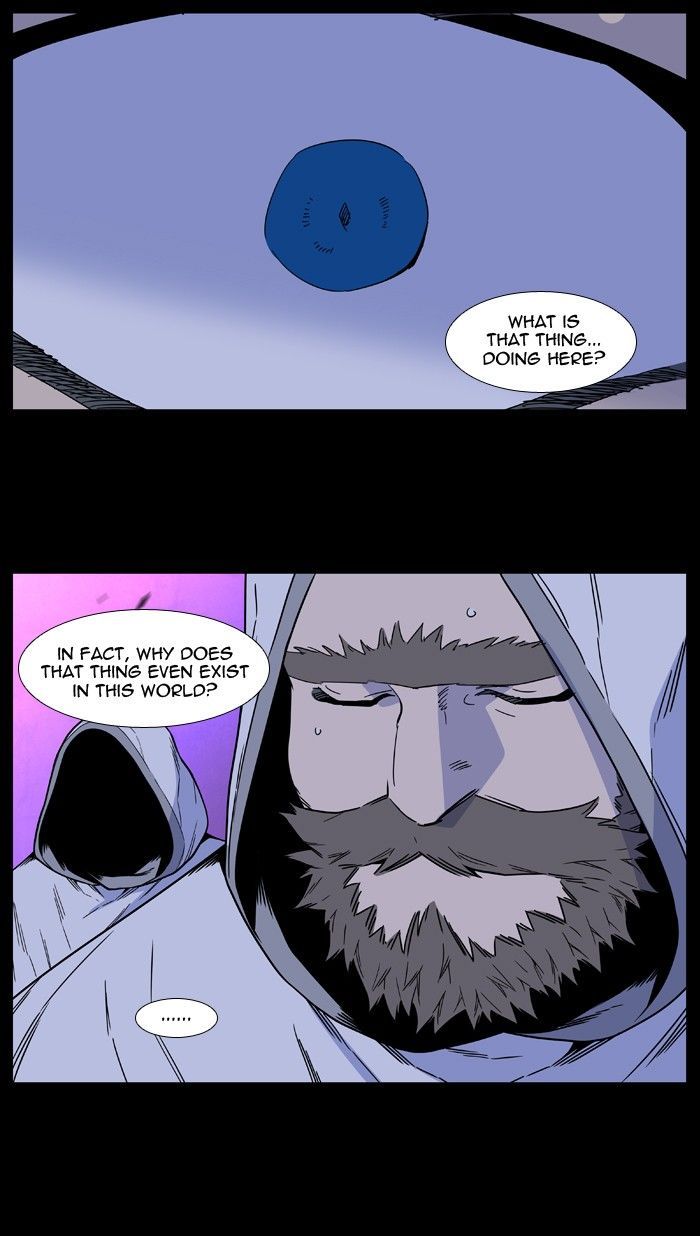 WHAT IS
THAT THING...
DOING HERE?
IN FACT, WHY DOES
THAT THING EVEN EXIST
IN THIS WORLD?
......